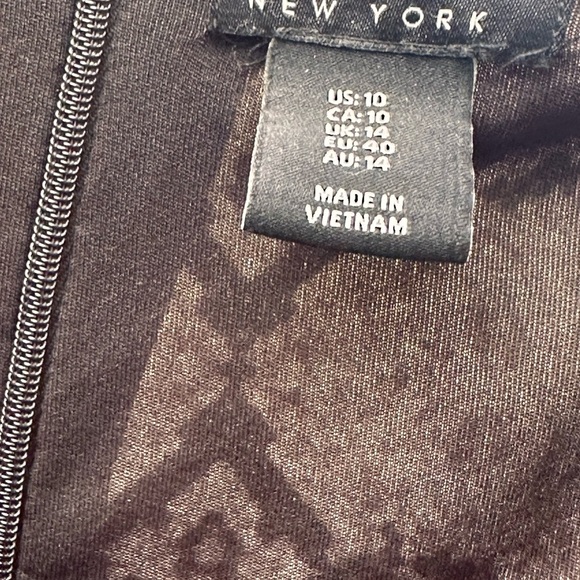 NEW YORK
US: 10
CA: 10
UK: 14
EU: 40
AU: 14
MADE IN
VIETNAM